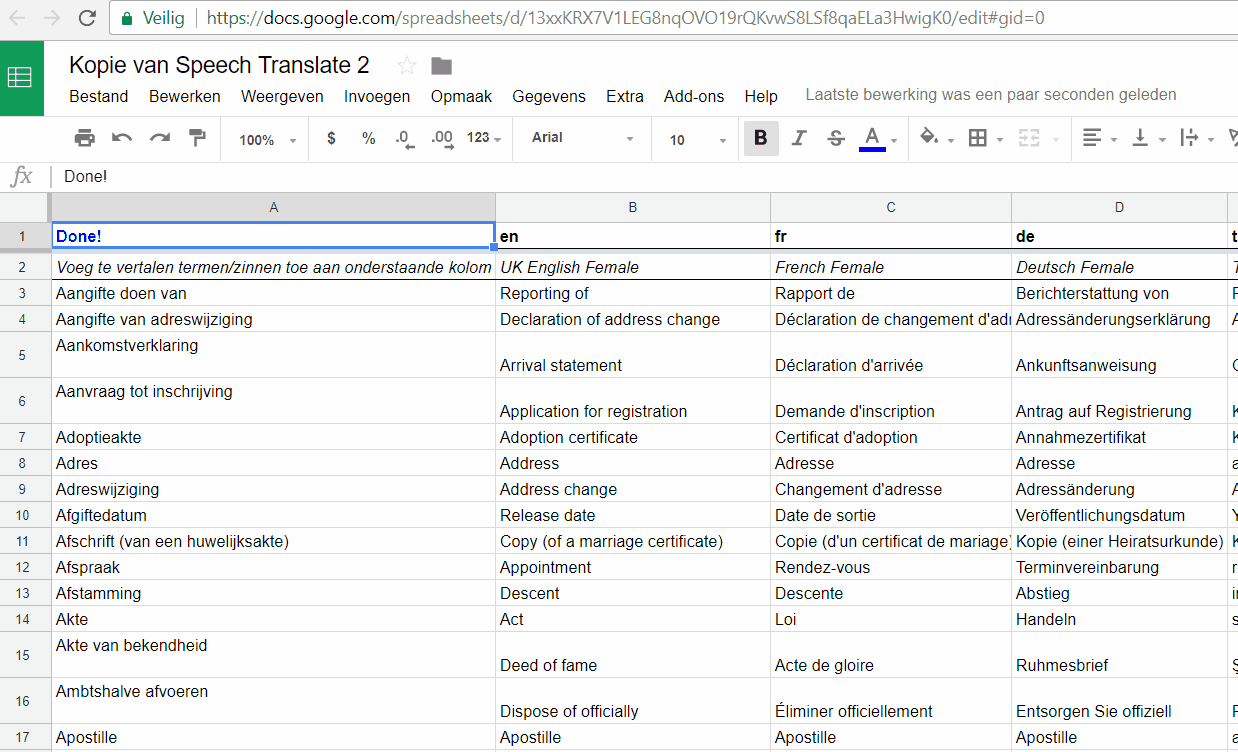 Veilig https://docs.google.com/spreadsheets/d/13xxKRX7V1LEG8nqOVO19rQKvwS8LSf8qaELa3HwigK0/edit#gid=0
Kopie van Speech Translate 2
Bestand Bewerken Weergeven Invoegen Opmaak Gegevens Extra Add-ons Help Laatste bewerking was een paar seconden geleden
100% $ % .0 .00 123 Arial 10 B I S A
fx Done!
A B C D
1 Done! en fr de
2 Voeg te vertalen termen/zinnen toe aan onderstaande kolom UK English Female French Female Deutsch Female
3 Aangifte doen van Reporting of Rapport de Berichterstattung von
4 Aangifte van adreswijziging Declaration of address change Déclaration de changement d'adr Adressänderungserklärung
5 Aankomstverklaring Arrival statement Déclaration d'arrivée Ankunftsanweisung
6 Aanvraag tot inschrijving Application for registration Demande d'inscription Antrag auf Registrierung
7 Adoptieakte Adoption certificate Certificat d'adoption Annahmezertifikat
8 Adres Address Adresse Adresse
9 Adreswijziging Address change Changement d'adresse Adressänderung
10 Afgiftedatum Release date Date de sortie Veröffentlichungsdatum
11 Afschrift (van een huwelijksakte) Copy (of a marriage certificate) Copie (d'un certificat de mariage) Kopie (einer Heiratsurkunde)
12 Afspraak Appointment Rendez-vous Terminvereinbarung
13 Afstamming Descent Descente Abstieg
14 Akte Act Loi Handeln
15 Akte van bekendheid Deed of fame Acte de gloire Ruhmesbrief
16 Ambtshalve afvoeren Dispose of officially Éliminer officiellement Entsorgen Sie offiziell
17 Apostille Apostille Apostille Apostille